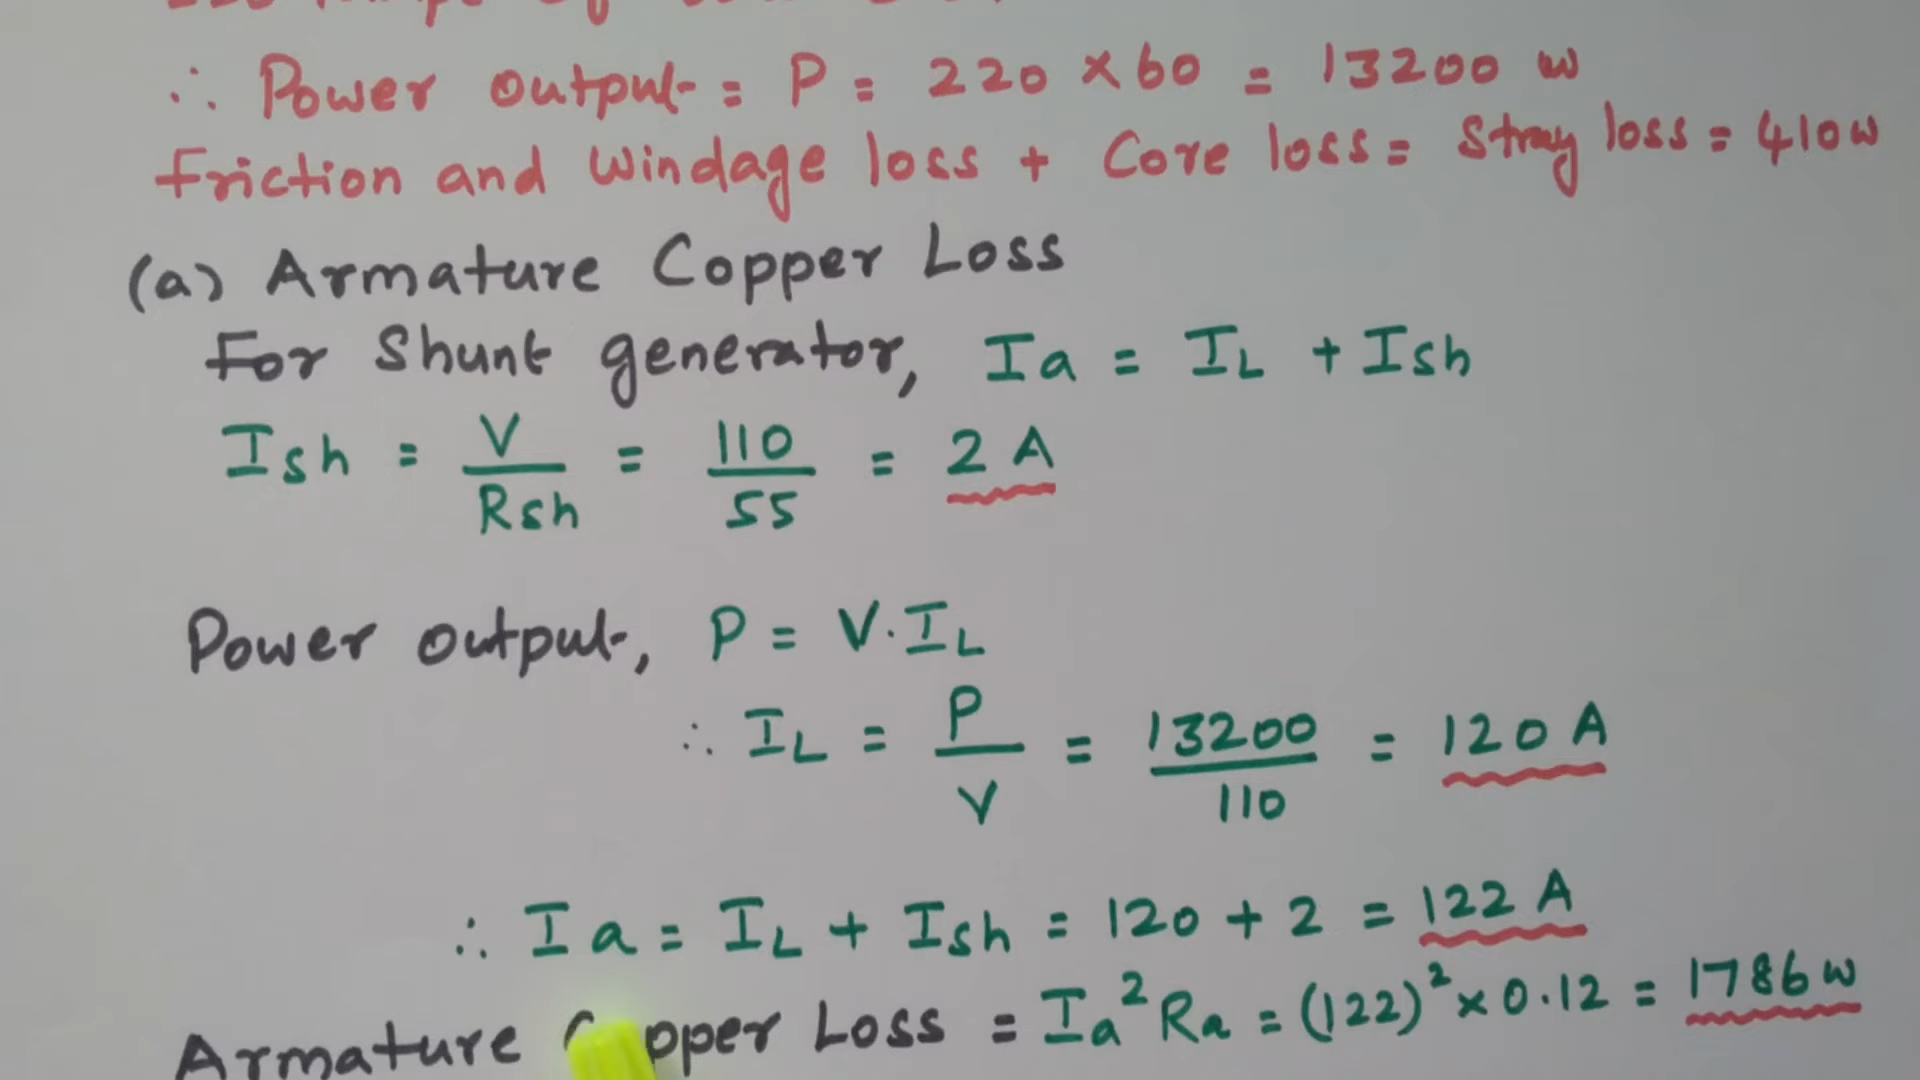 ∴ Power output = P = 220 × 60 = 13200 w
Friction and windage loss + Core loss = Stray loss = 410w
(a) Armature Copper Loss
For Shunt generator, Ia = IL + Ish
Ish = V/Rsh = 110/55 = 2 A
Power output, P = V.IL
∴ IL = P/V = 13200/110 = 120 A
∴ Ia = IL + Ish = 120 + 2 = 122 A
Armature Copper Loss = Ia²Ra = (122)² × 0.12 = 1786w